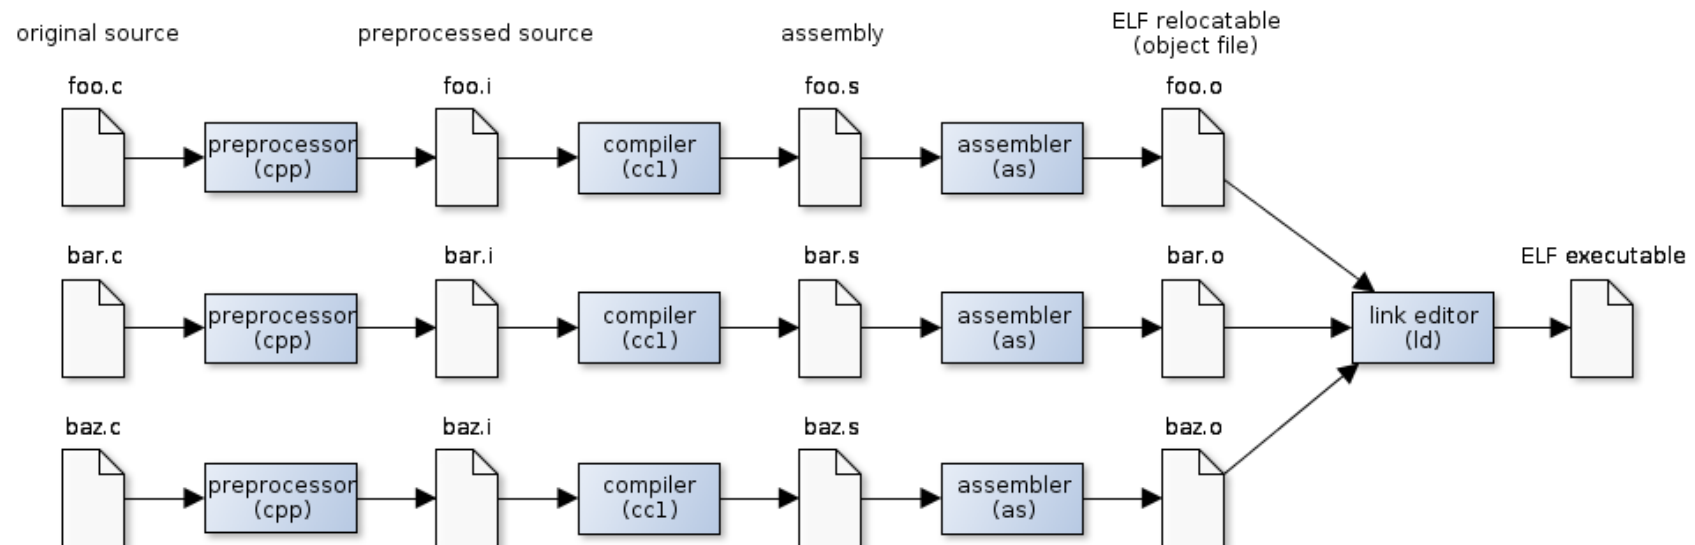 original source
preprocessed source
assembly
ELF relocatable
(object file)
foo.c
foo.i
foo.s
foo.o
preprocessor
(cpp)
compiler
(cc1)
assembler
(as)
bar.c
bar.i
bar.s
bar.o
ELF executable
preprocessor
(cpp)
compiler
(cc1)
assembler
(as)
link editor
(ld)
baz.c
baz.i
baz.s
baz.o
preprocessor
(cpp)
compiler
(cc1)
assembler
(as)